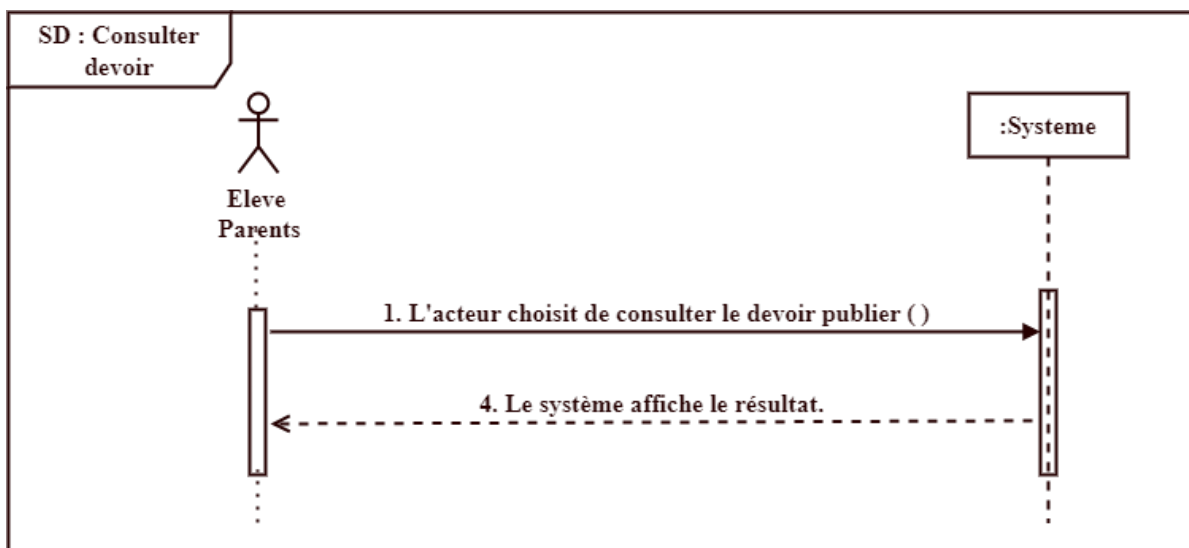 SD : Consulter
devoir
:Systeme
Eleve
Parents
1. L'acteur choisit de consulter le devoir publier ( )
4. Le système affiche le résultat.